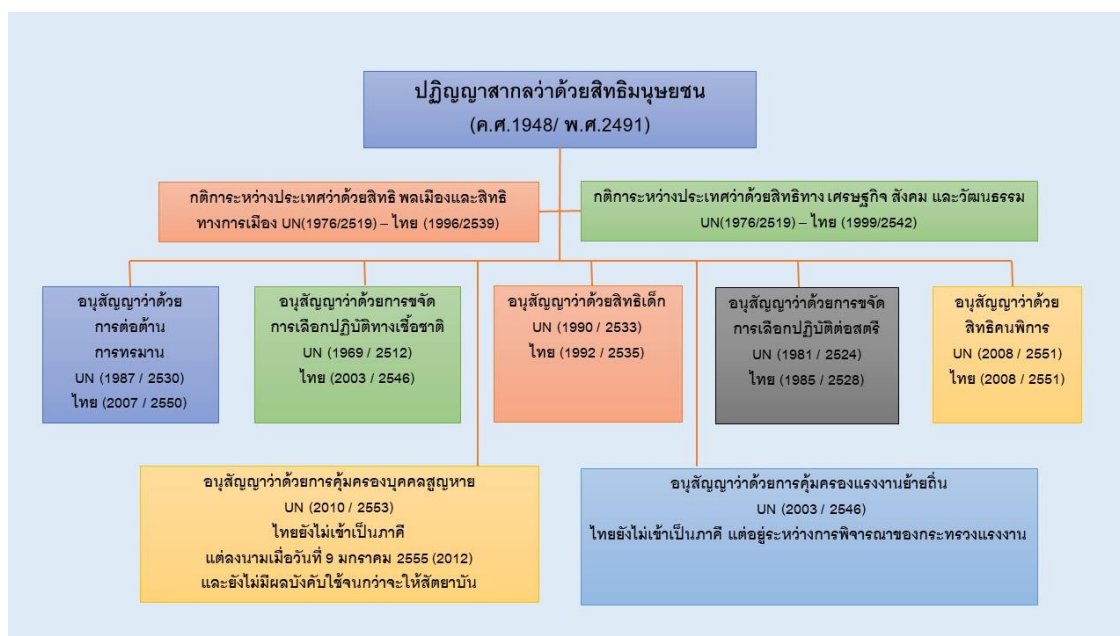 ปฏิญญาสากลว่าด้วยสิทธิมนุษยชน
(ค.ศ.1948/ พ.ศ.2491)
กติการะหว่างประเทศว่าด้วยสิทธิ พลเมืองและสิทธิ
ทางการเมือง UN(1976/2519) – ไทย (1996/2539)
กติการะหว่างประเทศว่าด้วยสิทธิทาง เศรษฐกิจ สังคม และวัฒนธรรม
UN(1976/2519) – ไทย (1999/2542)
อนุสัญญาว่าด้วย
การต่อต้าน
การทรมาน
UN (1987 / 2530)
ไทย (2007 / 2550)
อนุสัญญาว่าด้วยการขจัด
การเลือกปฏิบัติทางเชื้อชาติ
UN (1969 / 2512)
ไทย (2003 / 2546)
อนุสัญญาว่าด้วยสิทธิเด็ก
UN (1990 / 2533)
ไทย (1992 / 2535)
อนุสัญญาว่าด้วยการขจัด
การเลือกปฏิบัติต่อสตรี
UN (1981 / 2524)
ไทย (1985 / 2528)
อนุสัญญาว่าด้วย
สิทธิคนพิการ
UN (2008 / 2551)
ไทย (2008 / 2551)
อนุสัญญาว่าด้วยการคุ้มครองบุคคลสูญหาย
UN (2010 / 2553)
ไทยยังไม่เข้าเป็นภาคี
แต่ลงนามเมื่อวันที่ 9 มกราคม 2555 (2012)
และยังไม่มีผลบังคับใช้จนกว่าจะให้สัตยาบัน
อนุสัญญาว่าด้วยการคุ้มครองแรงงานย้ายถิ่น
UN (2003 / 2546)
ไทยยังไม่เข้าเป็นภาคี แต่อยู่ระหว่างการพิจารณาของกระทรวงแรงงาน